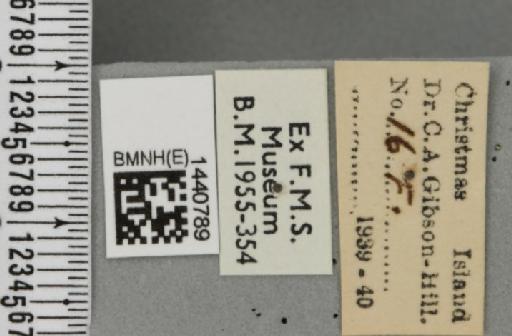 BMNH(E)
1440789
Ex F.M.S.
Museum
B.M.1955-354
Christmas Island
Dr.C.A.Gibson-Hill.
No. 16 F.
1939-40